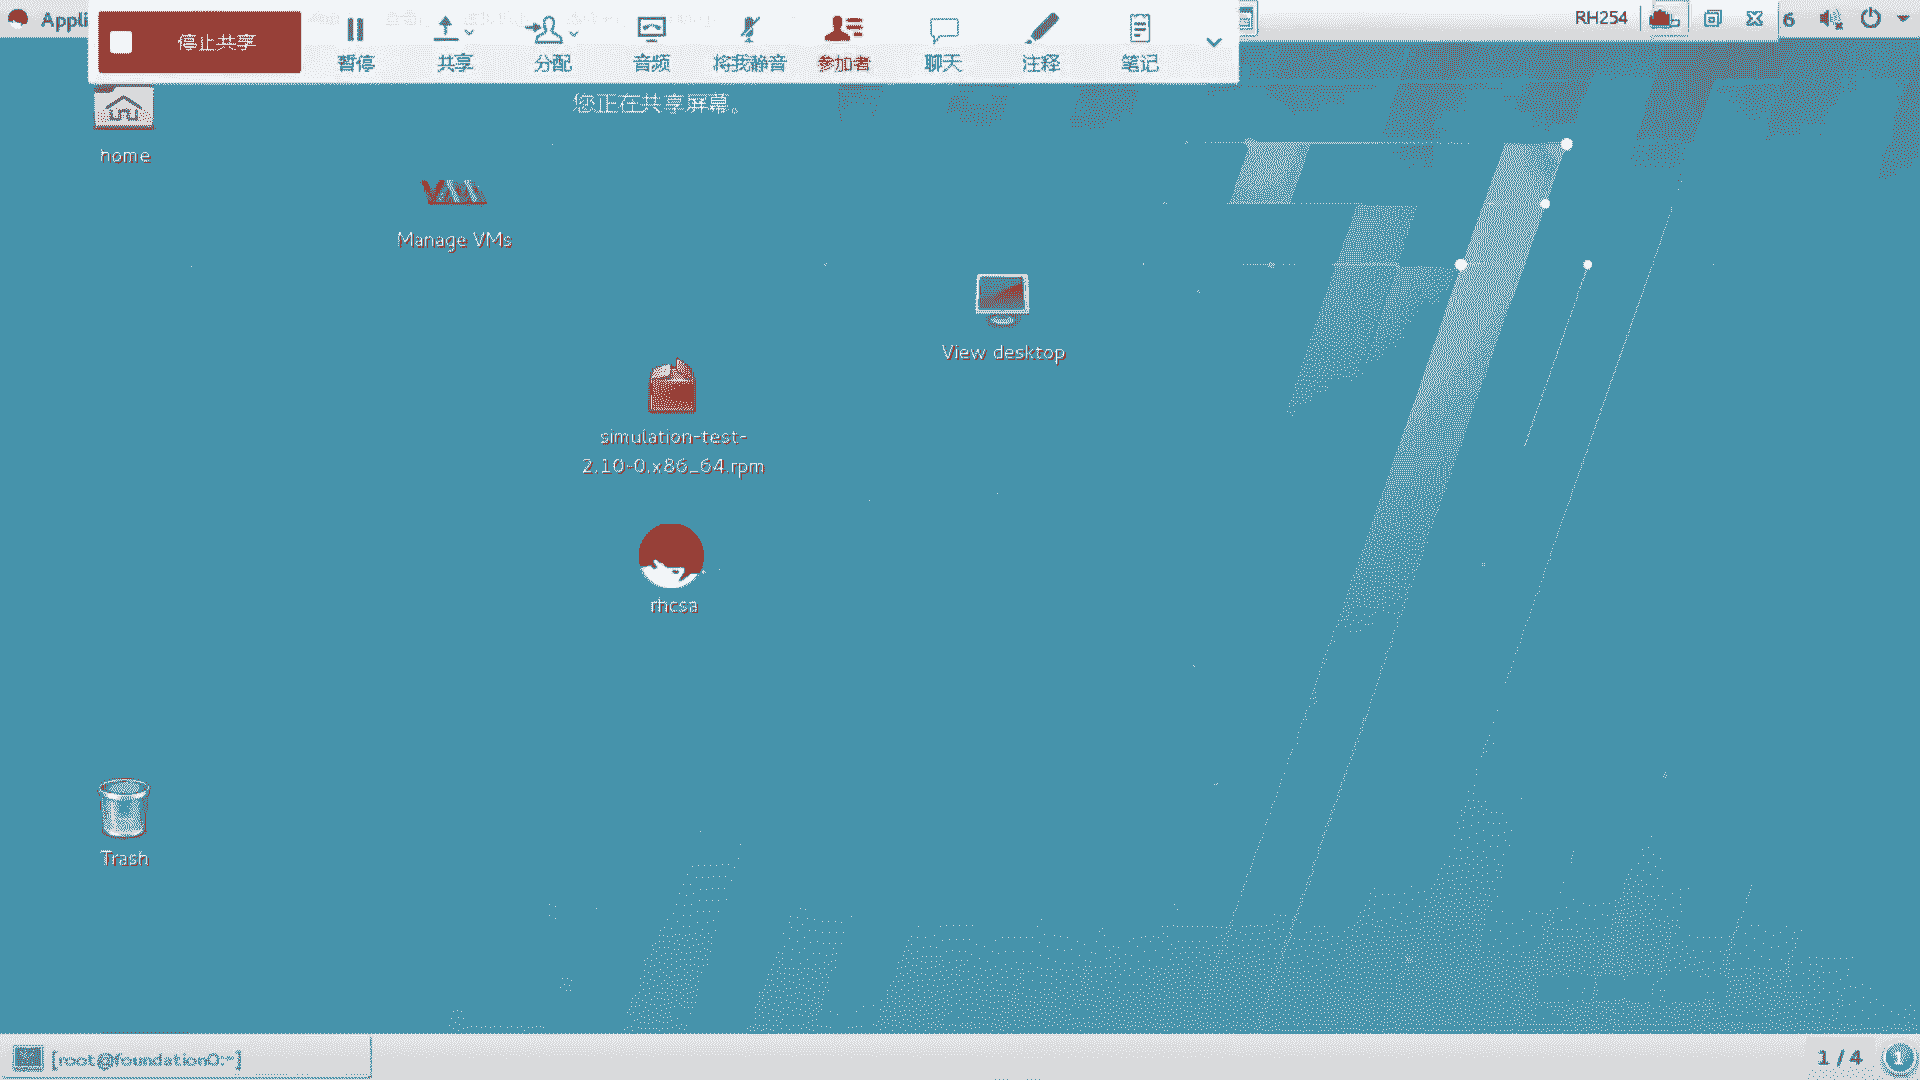 Appli
停止共享
暂停
共享
分配
音频
将我静音
参加者
聊天
注释
笔记
RH254
6
您正在共享屏幕。
home
VM
Manage VMs
View desktop
simulation-test-
2.10-0.x86_64.rpm
rhcsa
Trash
[root@foundation0:~]
1 / 4
1